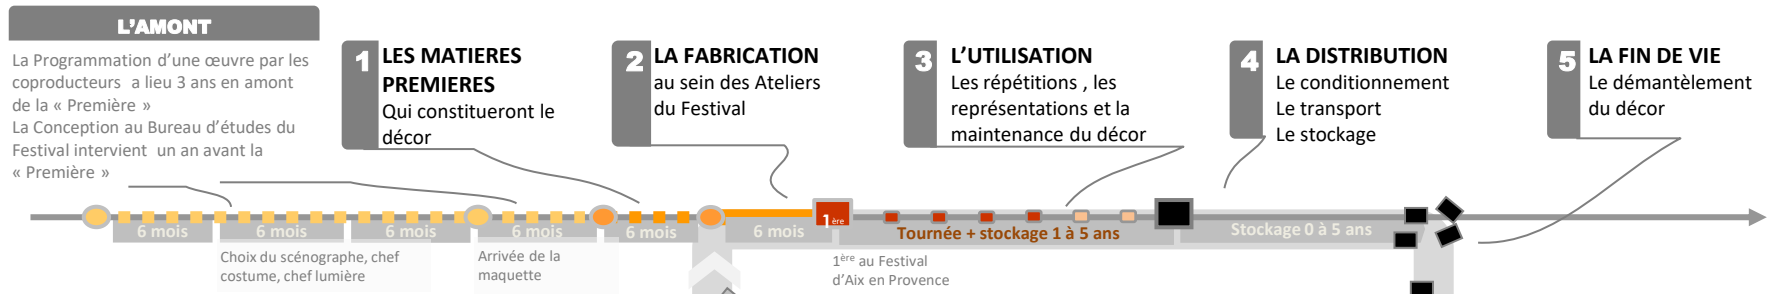 L'AMONT
La Programmation d'une œuvre par les
coproducteurs a lieu 3 ans en amont
de la « Première »
La Conception au Bureau d'études du
Festival intervient un an avant la
« Première »
1 LES MATIERES
PREMIERES
Qui constitueront le
décor
2 LA FABRICATION
au sein des Ateliers
du Festival
3 L'UTILISATION
Les répétitions , les
représentations et la
maintenance du décor
4 LA DISTRIBUTION
Le conditionnement
Le transport
Le stockage
5 LA FIN DE VIE
Le démantèlement
du décor
1ère
6 mois
6 mois
6 mois
6 mois
6 mois
6 mois
Tournée + stockage 1 à 5 ans
Stockage 0 à 5 ans
Choix du scénographe, chef
costume, chef lumière
Arrivée de la
maquette
1ère au Festival
d'Aix en Provence